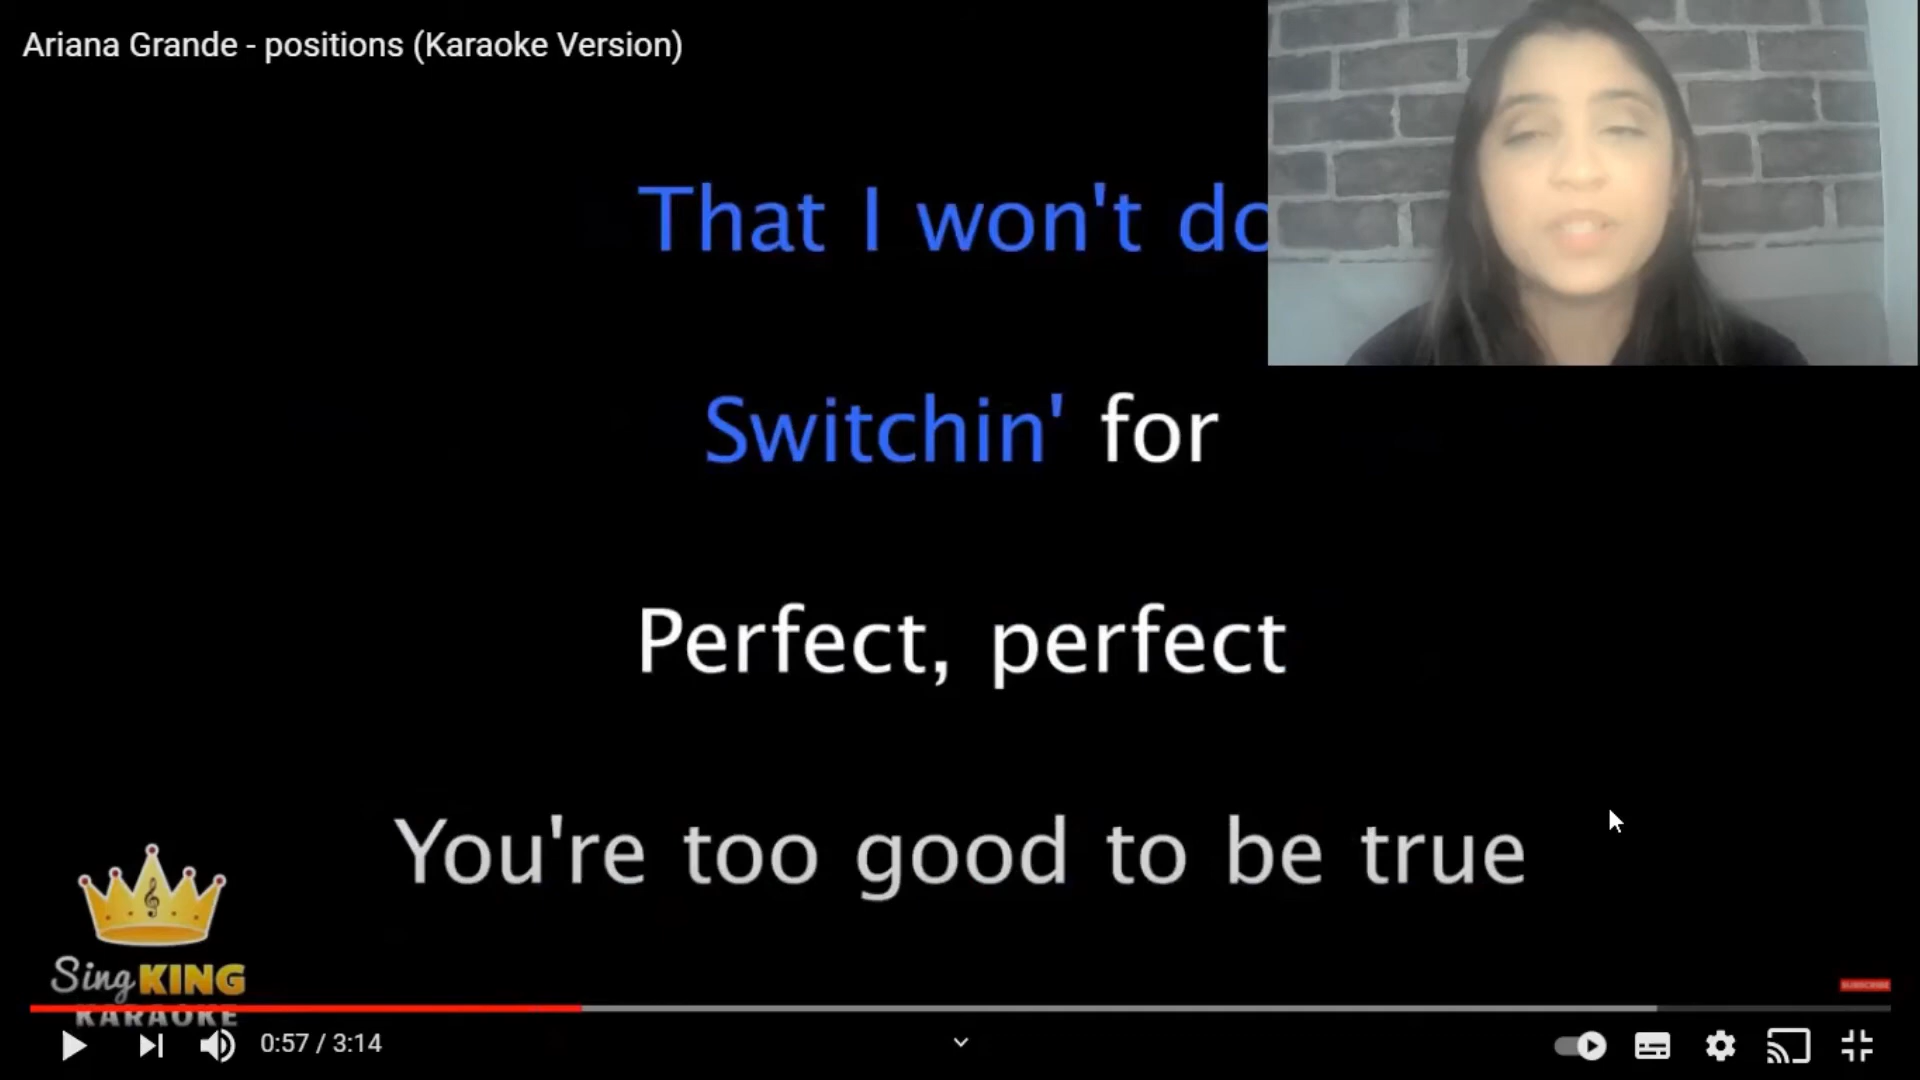 Ariana Grande - positions (Karaoke Version)
That I won't do
Switchin' for
Perfect, perfect
You're too good to be true
Sing KING
KARAOKE
SUBSCRIBE
0:57 / 3:14